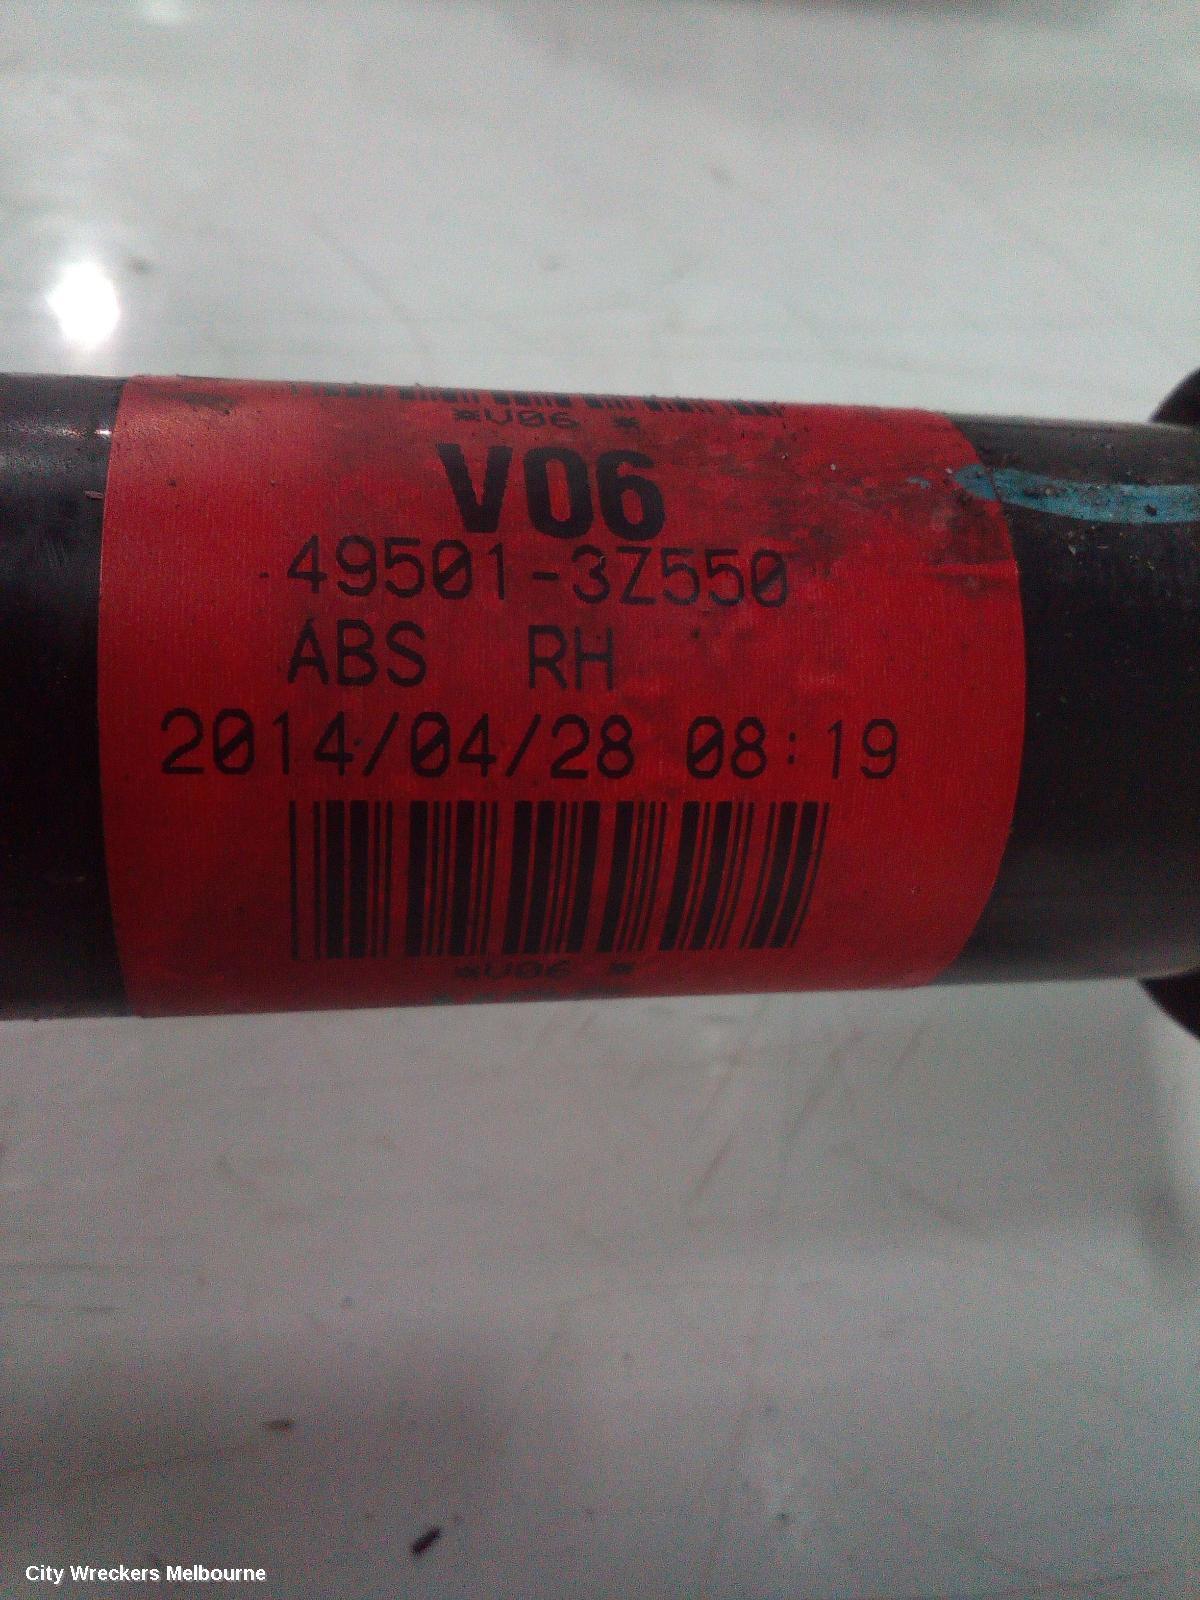 *V06 *
V06
49501-3Z550
ABS RH
2014/04/28 08:19
*V06 *
City Wreckers Melbourne